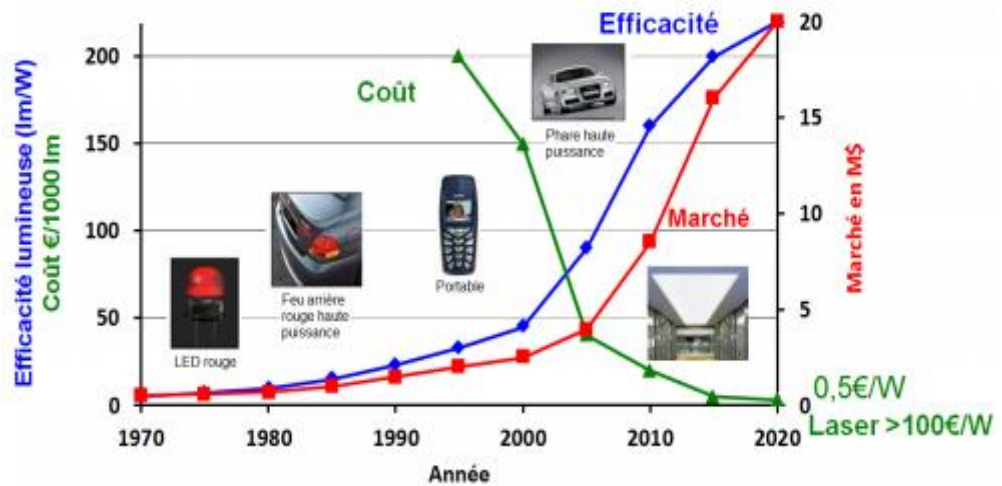 Efficacité lumineuse (lm/W)
Coût €/1000 lm
200
150
100
50
0
Coût
Efficacité
Marché
Phare haute
puissance
Portable
Feu arrière
rouge haute
puissance
LED rouge
20
15
10
5
0
Marché en M$
0,5€/W
Laser >100€/W
1970
1980
1990
2000
2010
2020
Année